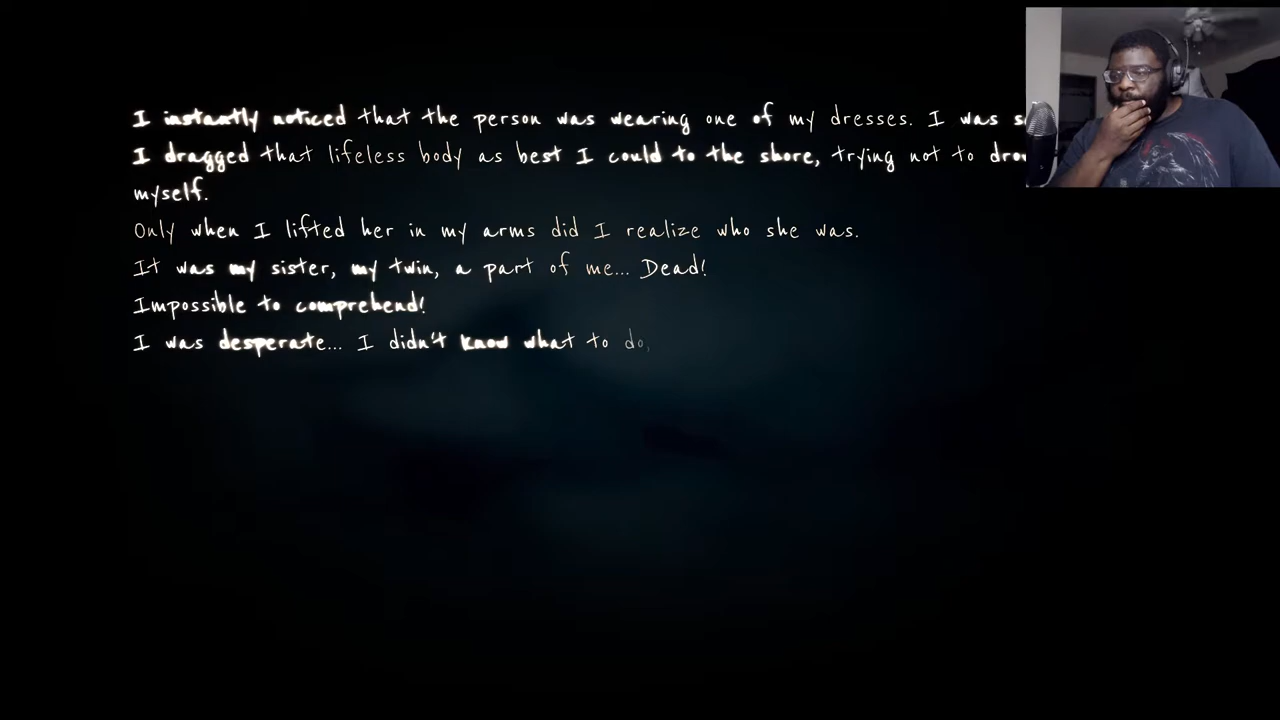 I instantly noticed that the person was wearing one of my dresses. I was
I dragged that lifeless body as best I could to the shore, trying not to
myself.
Only when I lifted her in my arms did I realize who she was.
It was my sister, my twin, a part of me... Dead!
Impossible to comprehend!
I was desperate... I didn't know what to do,